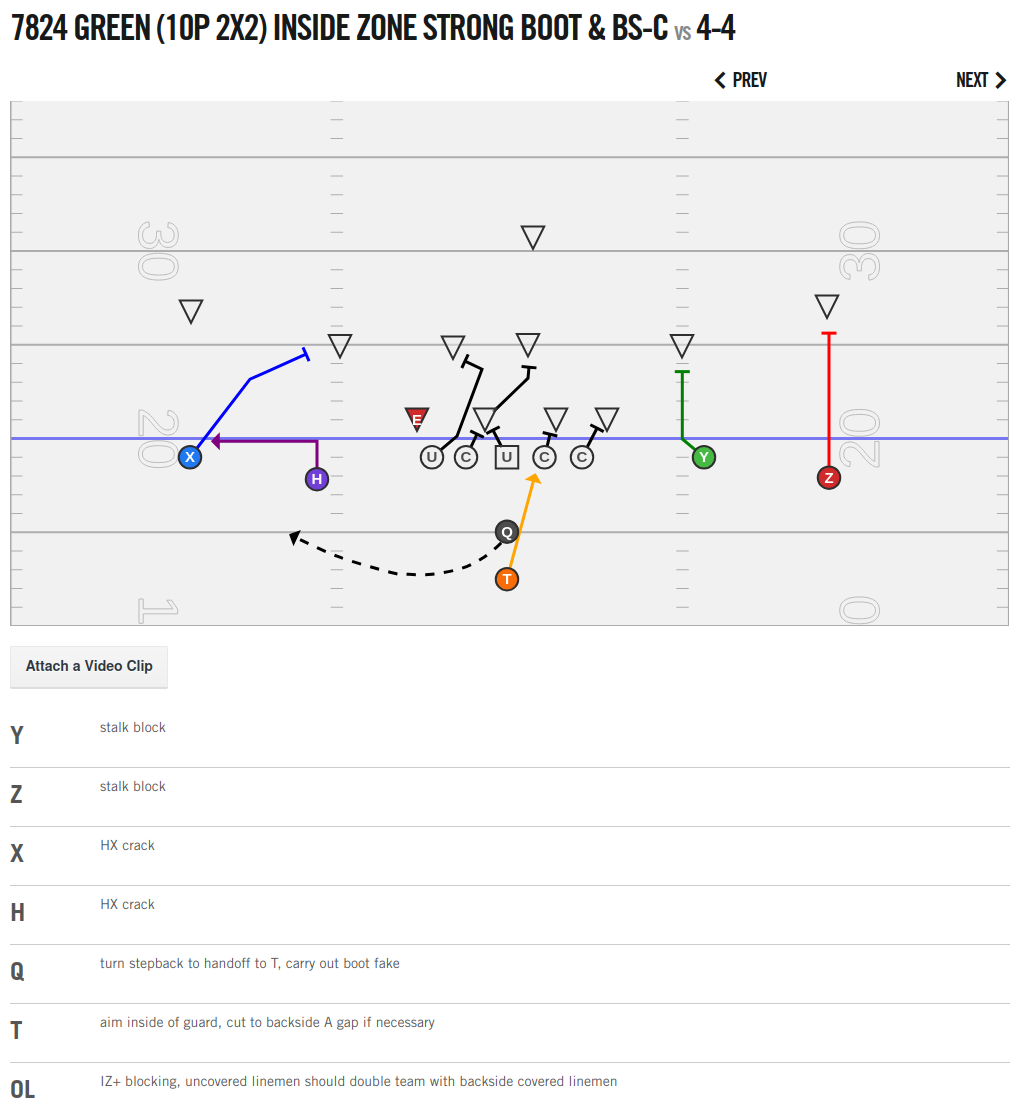 7824 GREEN (10P 2X2) INSIDE ZONE STRONG BOOT & BS-C VS 4-4
PREV NEXT
30 30
E
20 20
X H U C U C C Y Z
Q
T
1 0
Attach a Video Clip
Y stalk block
Z stalk block
X HX crack
H HX crack
Q turn stepback to handoff to T, carry out boot fake
T aim inside of guard, cut to backside A gap if necessary
OL IZ+ blocking, uncovered linemen should double team with backside covered linemen